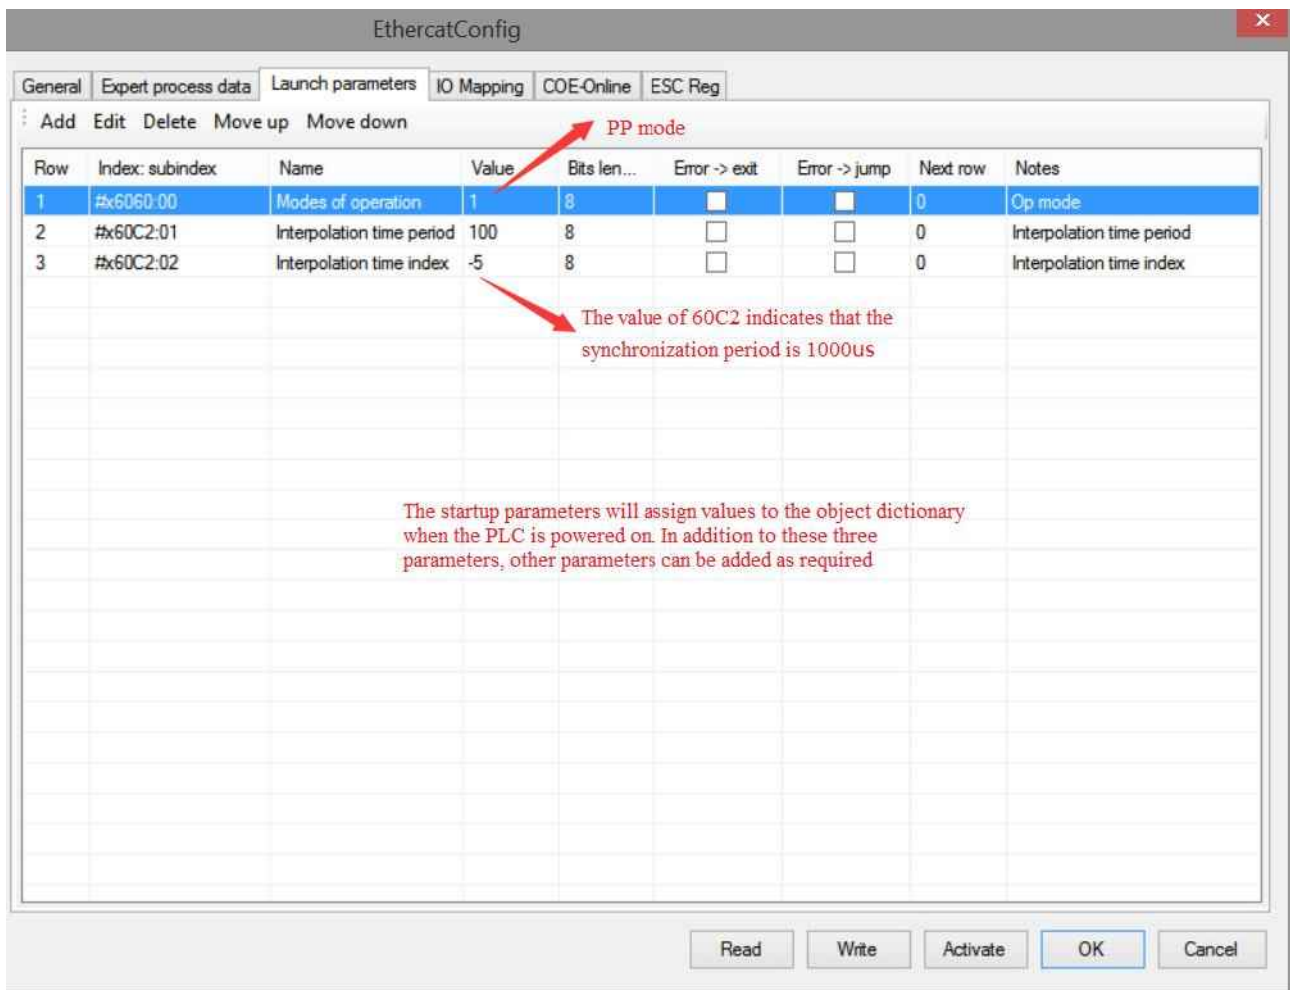 EthercatConfig
General Expert process data Launch parameters IO Mapping COE-Online ESC Reg
Add Edit Delete Move up Move down
PP mode
Row Index: subindex Name Value Bits len... Error -> exit Error -> jump Next row Notes
1 #x6060:00 Modes of operation 1 8 0 Op mode
2 #x60C2:01 Interpolation time period 100 8 0 Interpolation time period
3 #x60C2:02 Interpolation time index -5 8 0 Interpolation time index
The value of 60C2 indicates that the
synchronization period is 1000us
The startup parameters will assign values to the object dictionary
when the PLC is powered on. In addition to these three
parameters, other parameters can be added as required
Read Write Activate OK Cancel